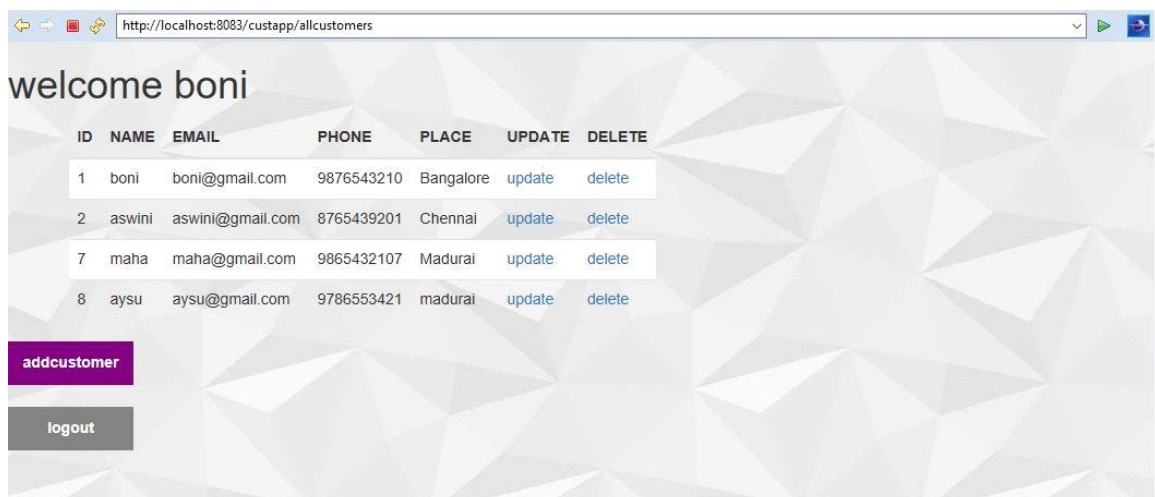 http://localhost:8083/custapp/allcustomers
welcome boni
ID NAME EMAIL PHONE PLACE UPDATE DELETE
1 boni boni@gmail.com 9876543210 Bangalore update delete
2 aswini aswini@gmail.com 8765439201 Chennai update delete
7 maha maha@gmail.com 9865432107 Madurai update delete
8 aysu aysu@gmail.com 9786553421 madurai update delete
addcustomer
logout